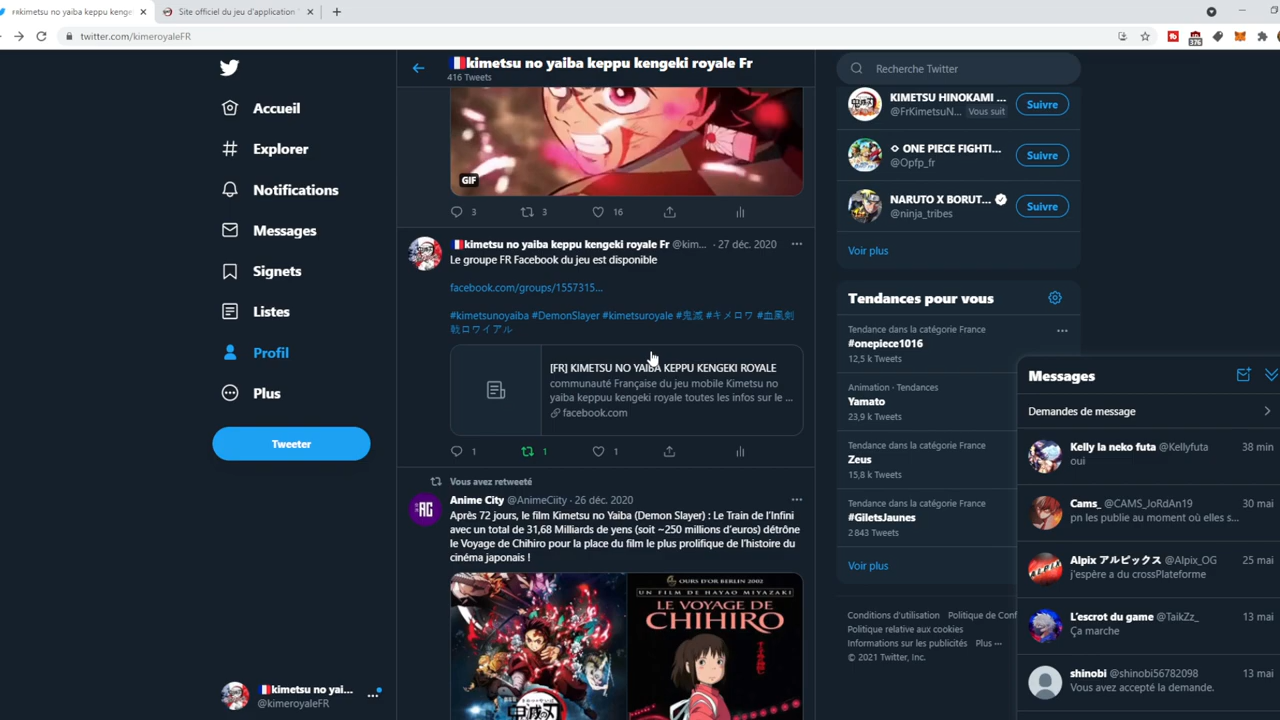 kimetsu no yaiba keppu kenge
Site officiel du jeu d'application
twitter.com/kimeroyaleFR
376
Accueil
Explorer
Notifications
Messages
Signets
Listes
Profil
Plus
Tweeter
kimetsu no yai...
@kimeroyaleFR
🇫🇷kimetsu no yaiba keppu kengeki royale Fr
416 Tweets
GIF
3
3
16
🇫🇷kimetsu no yaiba keppu kengeki royale Fr @kim... · 27 déc. 2020
Le groupe FR Facebook du jeu est disponible
facebook.com/groups/1557315...
#kimetsunoyaiba #DemonSlayer #kimetsuroyale #鬼滅 #キメロワ #血風剣
戟ロワイアル
[FR] KIMETSU NO YAIBA KEPPU KENGEKI ROYALE
communauté Française du jeu mobile Kimetsu no
yaiba keppuu kengeki royale toutes les infos sur le ...
facebook.com
1
1
1
Vous avez retweeté
Anime City @AnimeCiity · 26 déc. 2020
Après 72 jours, le film Kimetsu no Yaiba (Demon Slayer) : Le Train de l'Infini
avec un total de 31,68 Milliards de yens (soit ~250 millions d'euros) détrône
le Voyage de Chihiro pour la place du film le plus prolifique de l'histoire du
cinéma japonais !
OURS D'OR BERLIN 2002
UN FILM DE HAYAO MIYAZAKI
LE VOYAGE DE
CHIHIRO
Recherche Twitter
KIMETSU HINOKAMI ...
@FrKimetsuN... Vous suit
Suivre
ONE PIECE FIGHTI...
@Opfp_fr
Suivre
NARUTO X BORUT...
@ninja_tribes
Suivre
Voir plus
Tendances pour vous
Tendance dans la catégorie France
#onepiece1016
12,5 k Tweets
Animation · Tendances
Yamato
23,9 k Tweets
Tendance dans la catégorie France
Zeus
15,8 k Tweets
Tendance dans la catégorie France
#GiletsJaunes
2 843 Tweets
Voir plus
Conditions d'utilisation Politique de Conf
Politique relative aux cookies
Informations sur les publicités Plus ···
© 2021 Twitter, Inc.
Messages
Demandes de message
Kelly la neko futa @Kellyfuta 38 min
oui
Cams_ @CAMS_JoRdAn19 30 mai
pn les publie au moment où elles s...
Alpix アルピックス @Alpix_OG 25 mai
j'espère a du crossPlateforme
L'escrot du game @TaikZz_ 13 mai
Ça marche
shinobi @shinobi56782098 13 mai
Vous avez accepté la demande.